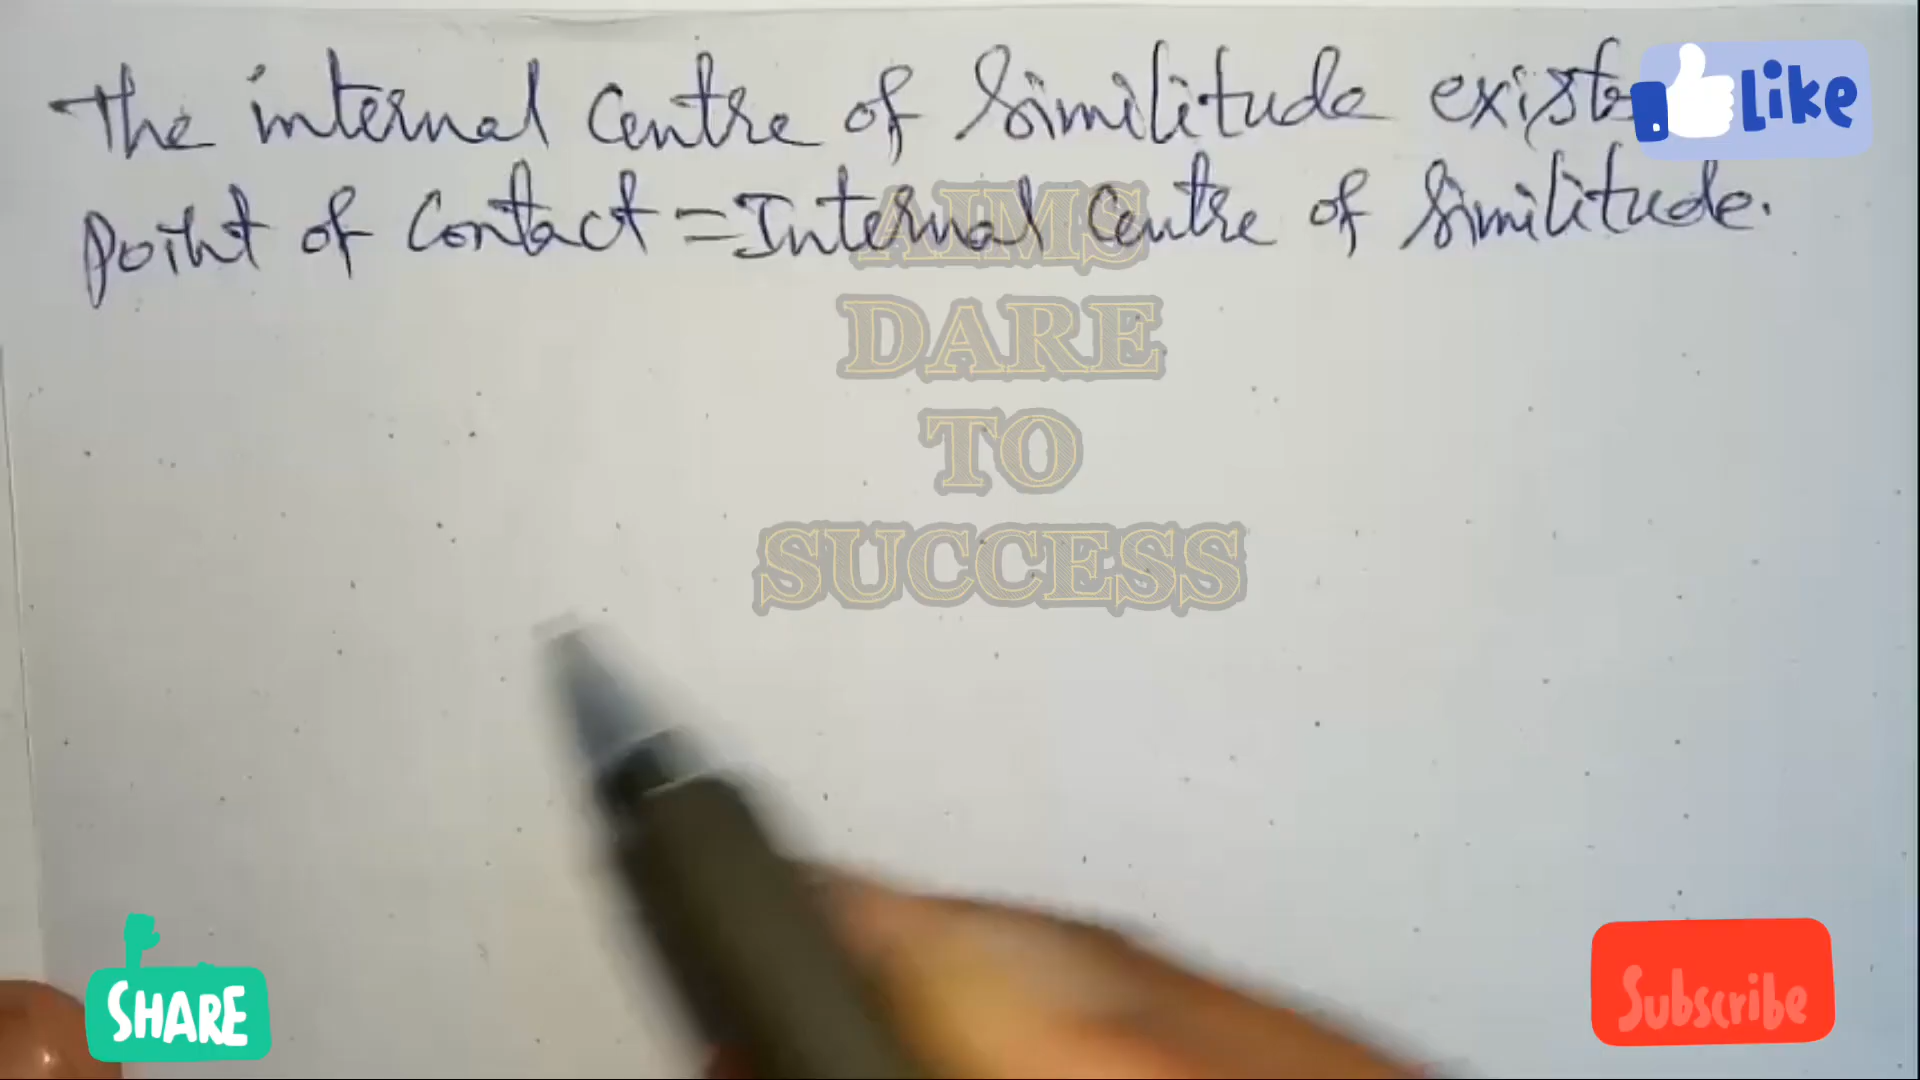 The internal Centre of Similitude exists
Like
point of Contact = Internal Centre of Similitude.
AIMS
DARE
TO
SUCCESS
SHARE
Subscribe